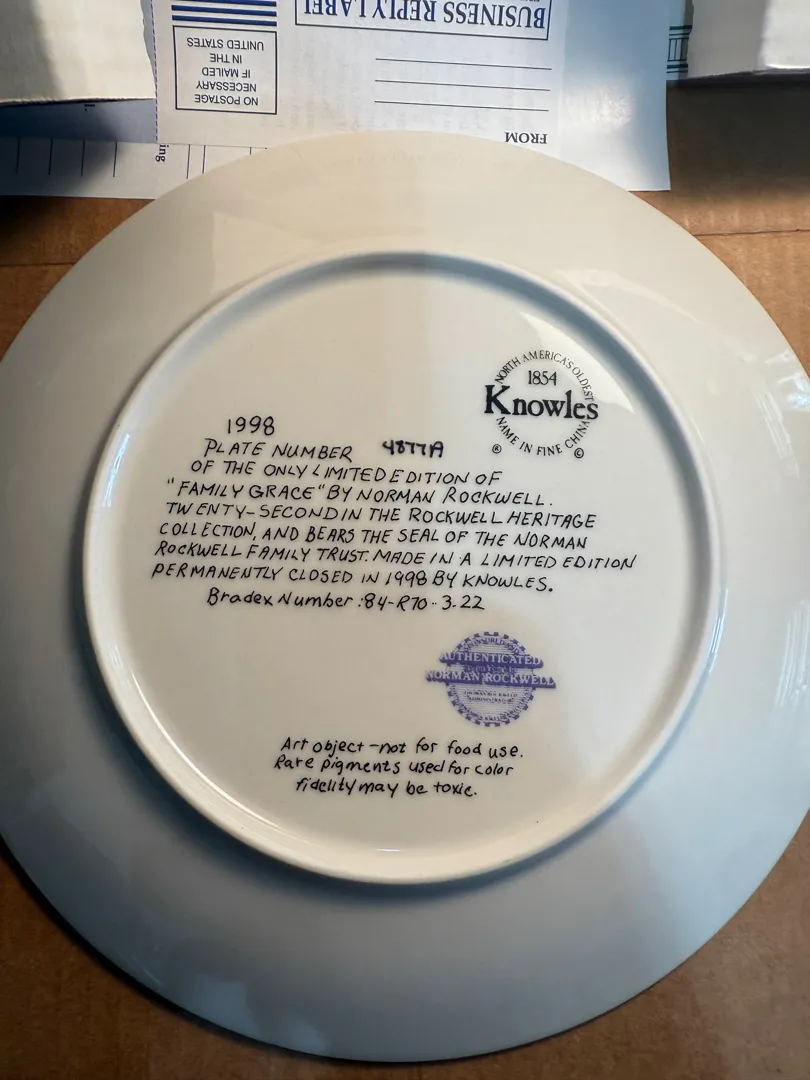 BUSINESS REPLY LABEL
NO POSTAGE
NECESSARY
IF MAILED
IN THE
UNITED STATES
FROM
ing
NORTH AMERICA'S OLDEST
1854
Knowles
NAME IN FINE CHINA
® ©
1998
PLATE NUMBER 4877A
OF THE ONLY LIMITED EDITION OF
"FAMILY GRACE" BY NORMAN ROCKWELL.
TWENTY-SECOND IN THE ROCKWELL HERITAGE
COLLECTION, AND BEARS THE SEAL OF THE NORMAN
ROCKWELL FAMILY TRUST. MADE IN A LIMITED EDITION
PERMANENTLY CLOSED IN 1998 BY KNOWLES.
Bradex Number: 84-R70-3.22
AUTHENTICATED
NORMAN ROCKWELL
Art object-not for food use.
Rare pigments used for color
fidelity may be toxic.